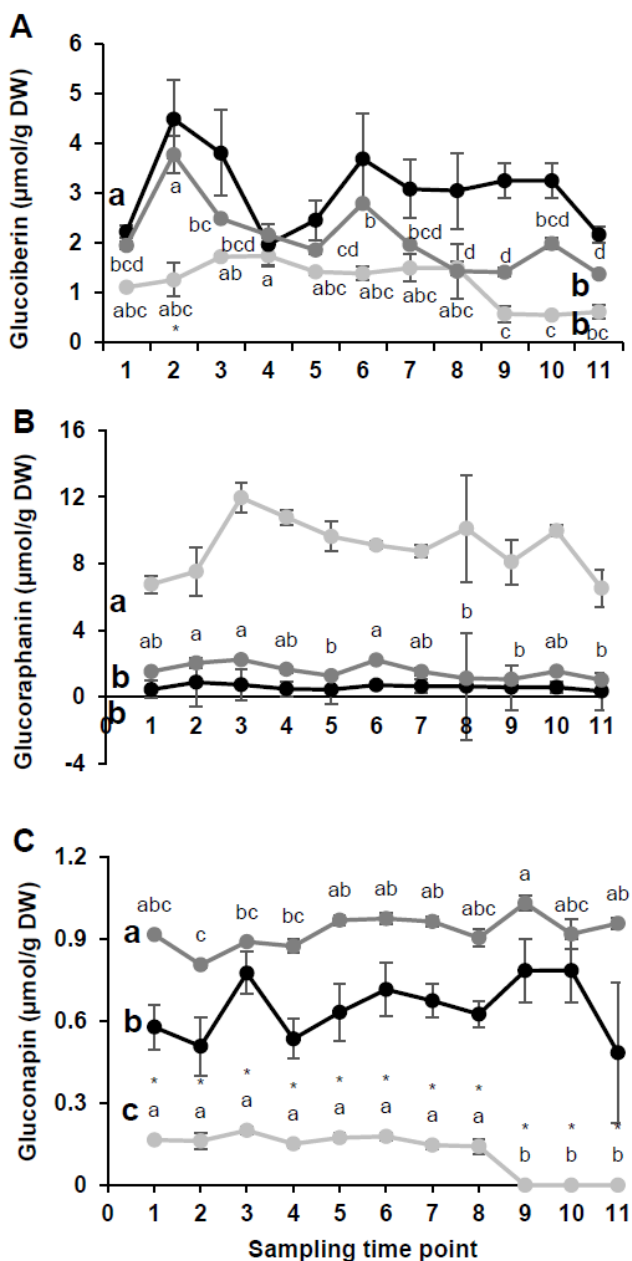 A
Glucoiberin (µmol/g DW)
6
5
4
3
2
1
0
a
a
bc
b
bcd
bcd
bcd
cd
bcd
d
d
d
ab
a
b
abc
abc
abc
abc
abc
abc
b
*
c
c
bc
1 2 3 4 5 6 7 8 9 10 11
B
Glucoraphanin (µmol/g DW)
16
12
8
4
0
-4
a
b
ab a a ab b a ab b b ab b
b
0 1 2 3 4 5 6 7 8 9 10 11
C
Gluconapin (µmol/g DW)
1.2
0.9
0.6
0.3
0
a
abc c bc bc ab ab ab abc a abc ab
b
* * * * * * * * * * *
c
a a a a a a a a b b b
0 1 2 3 4 5 6 7 8 9 10 11
Sampling time point